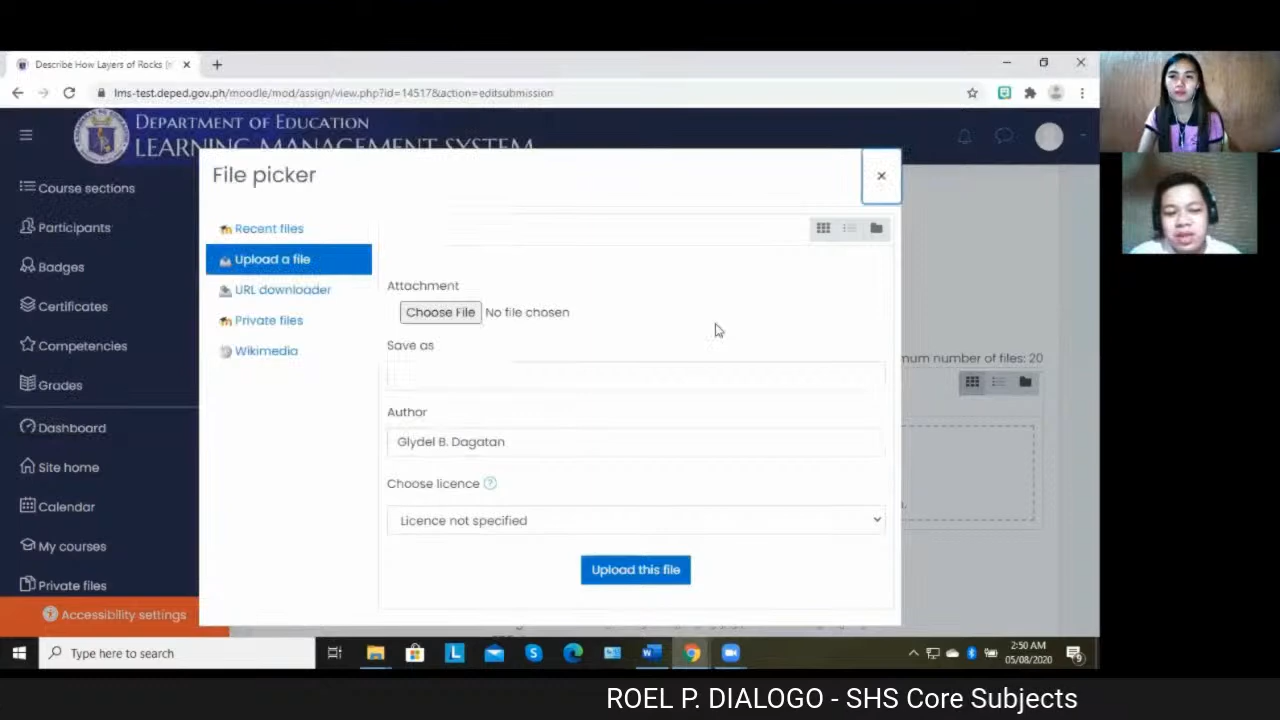 Describe How Layers of Rocks
lms-test.deped.gov.ph/moodle/mod/assign/view.php?id=14517&action=editsubmission
DEPARTMENT OF EDUCATION
LEARNING MANAGEMENT SYSTEM
File picker
Course sections
Participants
Badges
Certificates
Competencies
Grades
Dashboard
Site home
Calendar
My courses
Private files
Accessibility settings
Recent files
Upload a file
URL downloader
Private files
Wikimedia
Attachment
Choose File No file chosen
Save as
Author
Glydel B. Dagatan
Choose licence ?
Licence not specified
Upload this file
number of files: 20
Type here to search
2:50 AM
05/08/2020
ROEL P. DIALOGO - SHS Core Subjects